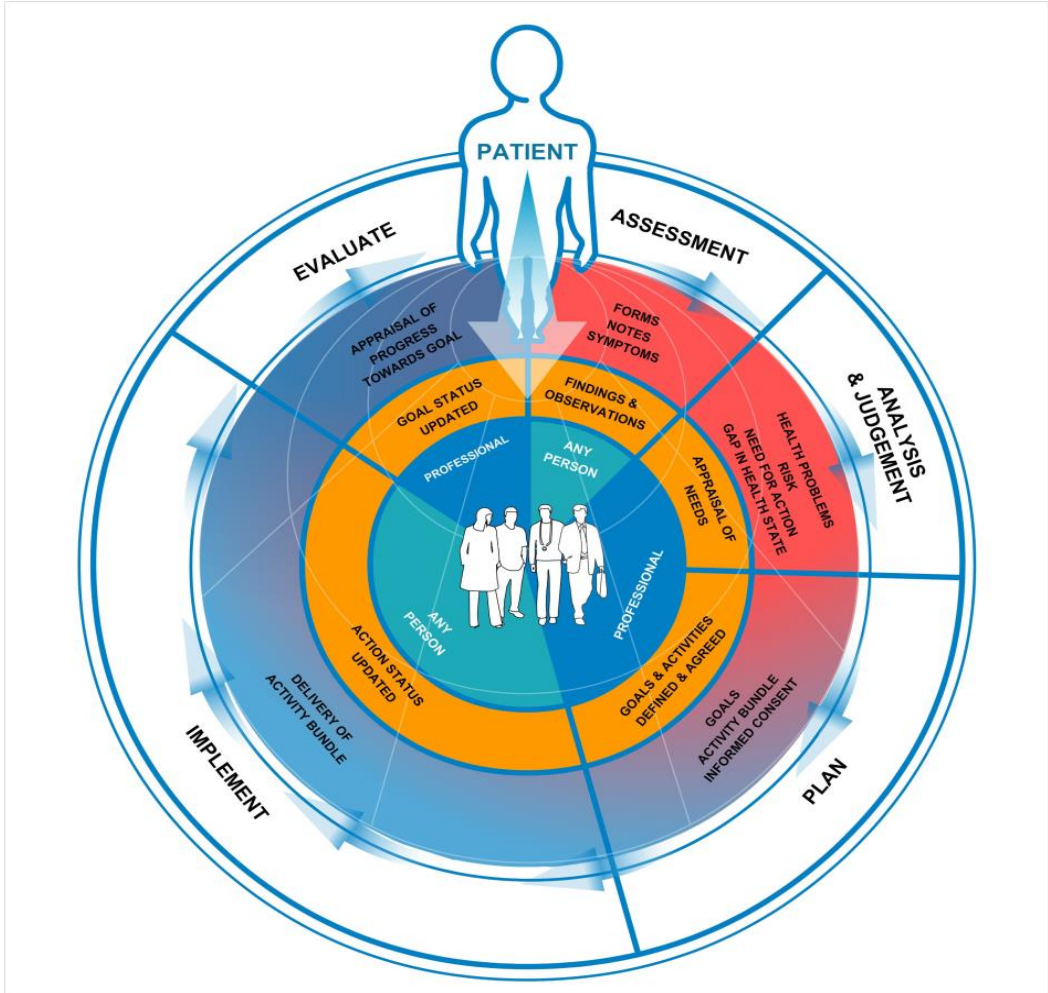 PATIENT
EVALUATE
ASSESSMENT
ANALYSIS
& JUDGEMENT
PLAN
IMPLEMENT
APPRAISAL OF
PROGRESS
TOWARDS GOAL
FORMS
NOTES
SYMPTOMS
HEALTH PROBLEMS
RISK
NEED FOR ACTION
GAP IN HEALTH STATE
GOALS
ACTIVITY BUNDLE
INFORMED CONSENT
DELIVERY OF
ACTIVITY BUNDLE
GOAL STATUS
UPDATED
FINDINGS &
OBSERVATIONS
APPRAISAL OF
NEEDS
GOALS & ACTIVITIES
DEFINED & AGREED
ACTION STATUS
UPDATED
PROFESSIONAL
ANY
PERSON
PROFESSIONAL
ANY
PERSON